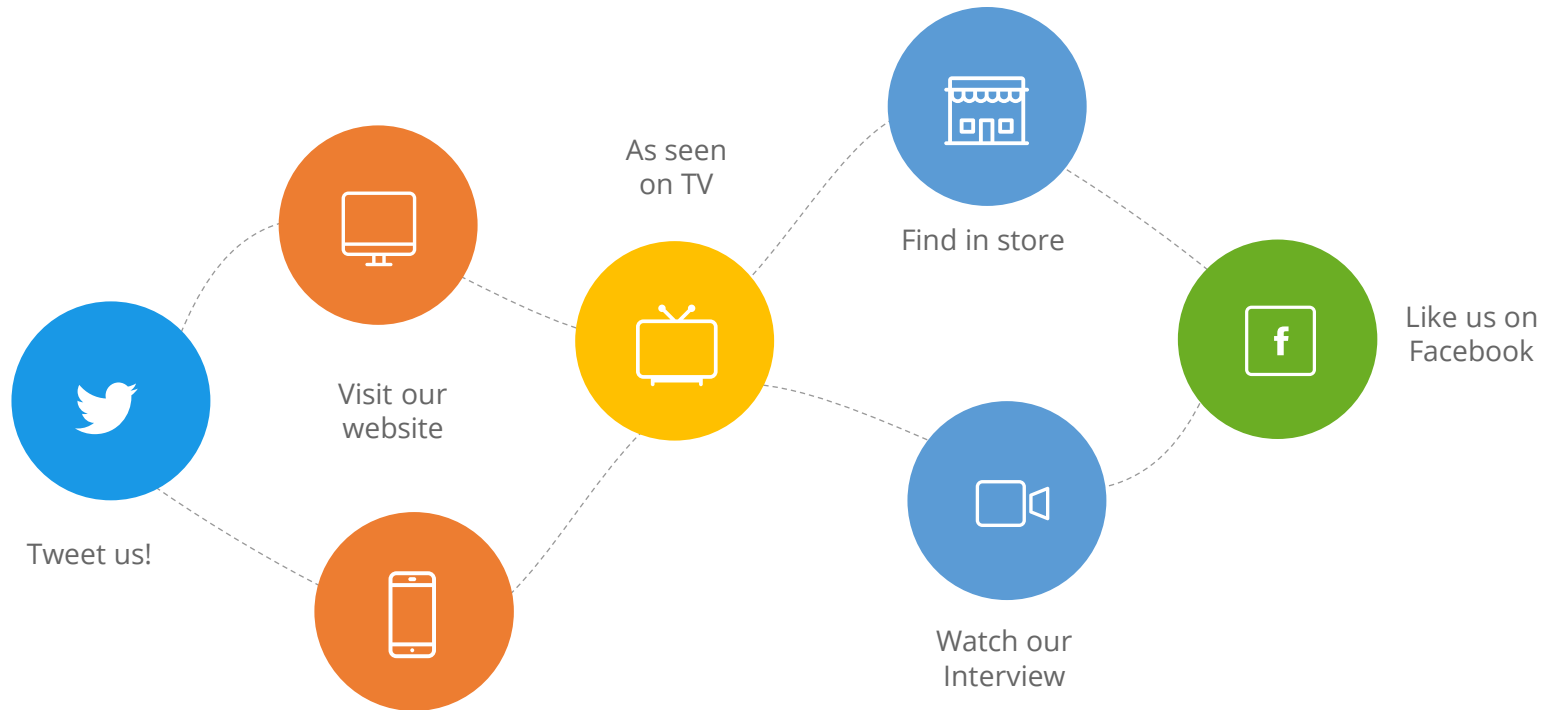 As seen
on TV
Find in store
Like us on
Facebook
f
Visit our
website
Tweet us!
Watch our
Interview